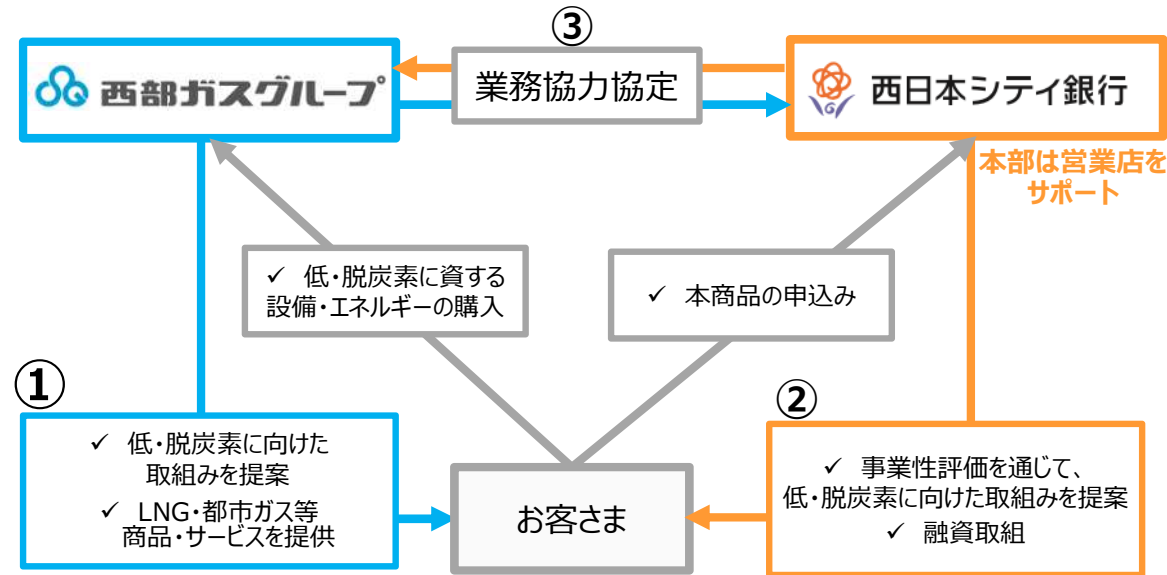 ③
西部ガスグループ
業務協力協定
西日本シティ銀行
本部は営業店を
サポート
✓ 低・脱炭素に資する
設備・エネルギーの購入
✓ 本商品の申込み
①
✓ 低・脱炭素に向けた
取組みを提案
✓ LNG・都市ガス等
商品・サービスを提供
お客さま
②
✓ 事業性評価を通じて、
低・脱炭素に向けた取組みを提案
✓ 融資取組